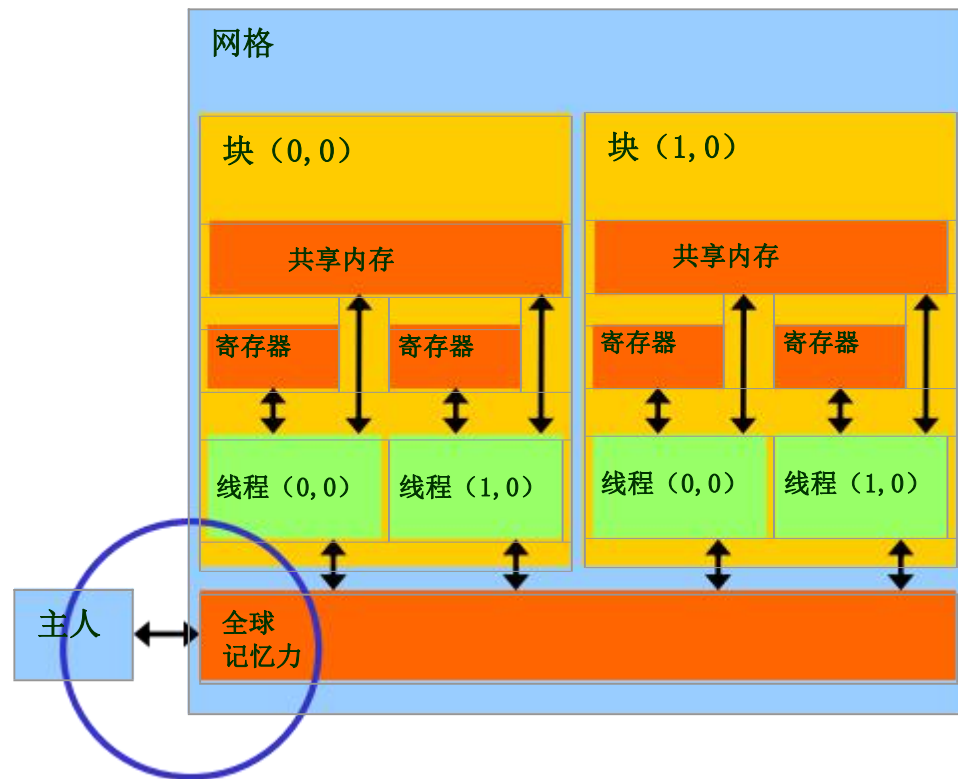 网格
块（0,0）
块（1,0）
共享内存
共享内存
寄存器
寄存器
寄存器
寄存器
线程（0,0）
线程（1,0）
线程（0,0）
线程（1,0）
主人
全球
记忆力